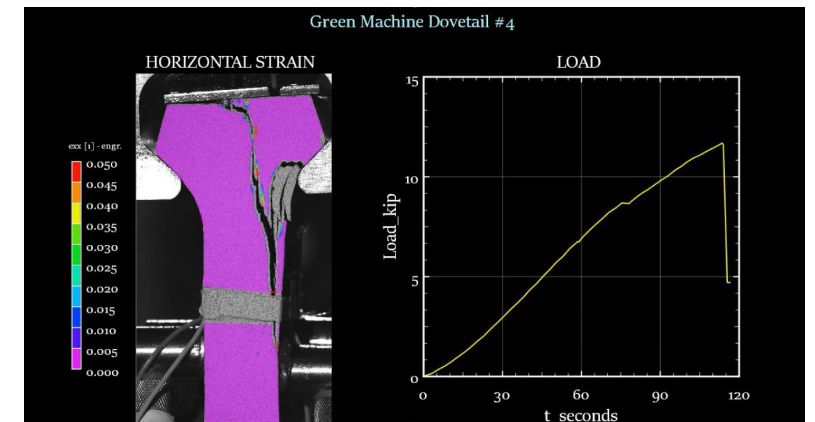 Green Machine Dovetail #4
HORIZONTAL STRAIN
exx [1] - engr.
0.050
0.045
0.040
0.035
0.030
0.025
0.020
0.015
0.010
0.005
0.000
LOAD
Load_kip
15
10
5
0
0 30 60 90 120
t_seconds